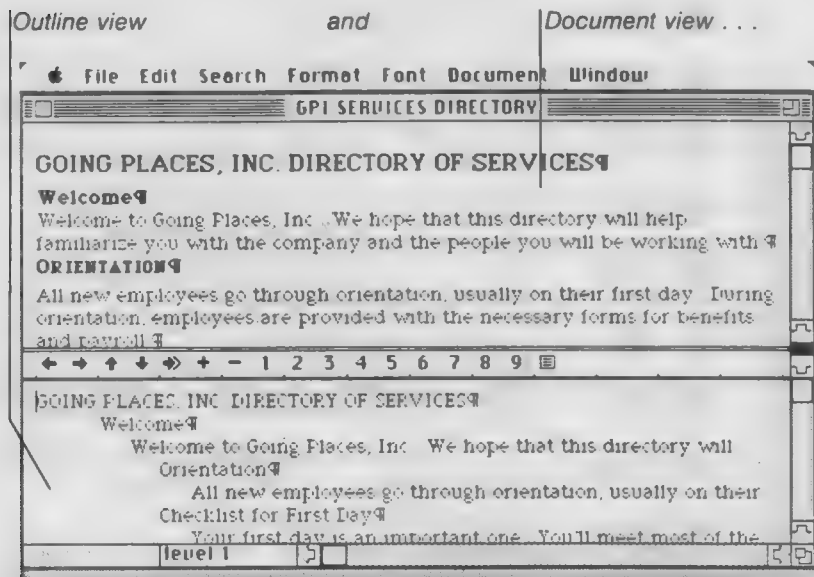 Outline view and Document view . . .
File Edit Search Format Font Document Window
GPI SERVICES DIRECTORY
GOING PLACES, INC. DIRECTORY OF SERVICES¶
Welcome¶
Welcome to Going Places, Inc. We hope that this directory will help
familiarize you with the company and the people you will be working with ¶
ORIENTATION¶
All new employees go through orientation, usually on their first day. During
orientation, employees are provided with the necessary forms for benefits
and payroll ¶
← → ↑ ↓ + − 1 2 3 4 5 6 7 8 9
GOING PLACES, INC. DIRECTORY OF SERVICES¶
Welcome¶
Welcome to Going Places, Inc. We hope that this directory will
Orientation¶
All new employees go through orientation, usually on their
Checklist for First Day¶
Your first day is an important one. You'll meet most of the
level 1